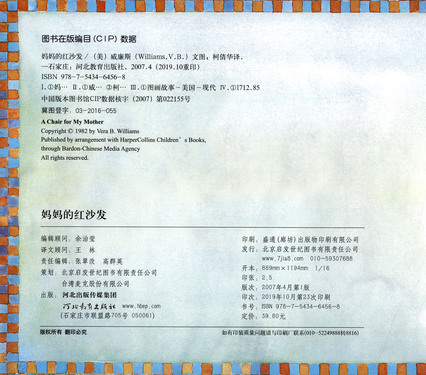 图书在版编目(CIP)数据
妈妈的红沙发/(美)威廉斯(Williams,V.B.)文图;柯倩华译.
—石家庄:河北教育出版社,2007.4(2019.10重印)
ISBN 978-7-5434-6456-8
Ⅰ.①妈… Ⅱ.①威… ②柯… Ⅲ.①图画故事-美国-现代 Ⅳ.①I712.85
中国版本图书馆CIP数据核字(2007)第022155号
冀图登字:03-2016-055
A Chair for My Mother
Copyright © 1982 by Vera B. Williams
Published by arrangement with HarperCollins Children's Books,
through Bardon-Chinese Media Agency
All rights reserved.
妈妈的红沙发
编辑顾问:余治莹
译文顾问:王 林
责任编辑:张翠改 高群英
策划:北京启发世纪图书有限责任公司
台湾麦克股份有限公司
出版:河北出版传媒集团
河北教育出版社 www.hbep.com
(石家庄市联盟路705号 050061)
印刷:盛通(廊坊)出版物印刷有限公司
发行:北京启发世纪图书有限责任公司
www.7jia8.com 010-59307688
开本:889mm×1194mm 1/16
印张:2.5
版次:2007年4月第1版
印次:2019年10月第23次印刷
书号:ISBN 978-7-5434-6456-8
定价:39.80元
版权所有 翻印必究
如有印装质量问题请与印刷厂联系(010-52249888转8816)